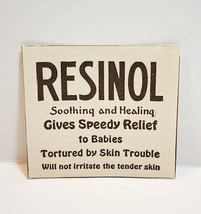 RESINOL
Soothing and Healing
Gives Speedy Relief
to Babies
Tortured by Skin Trouble
Will not irritate the tender skin